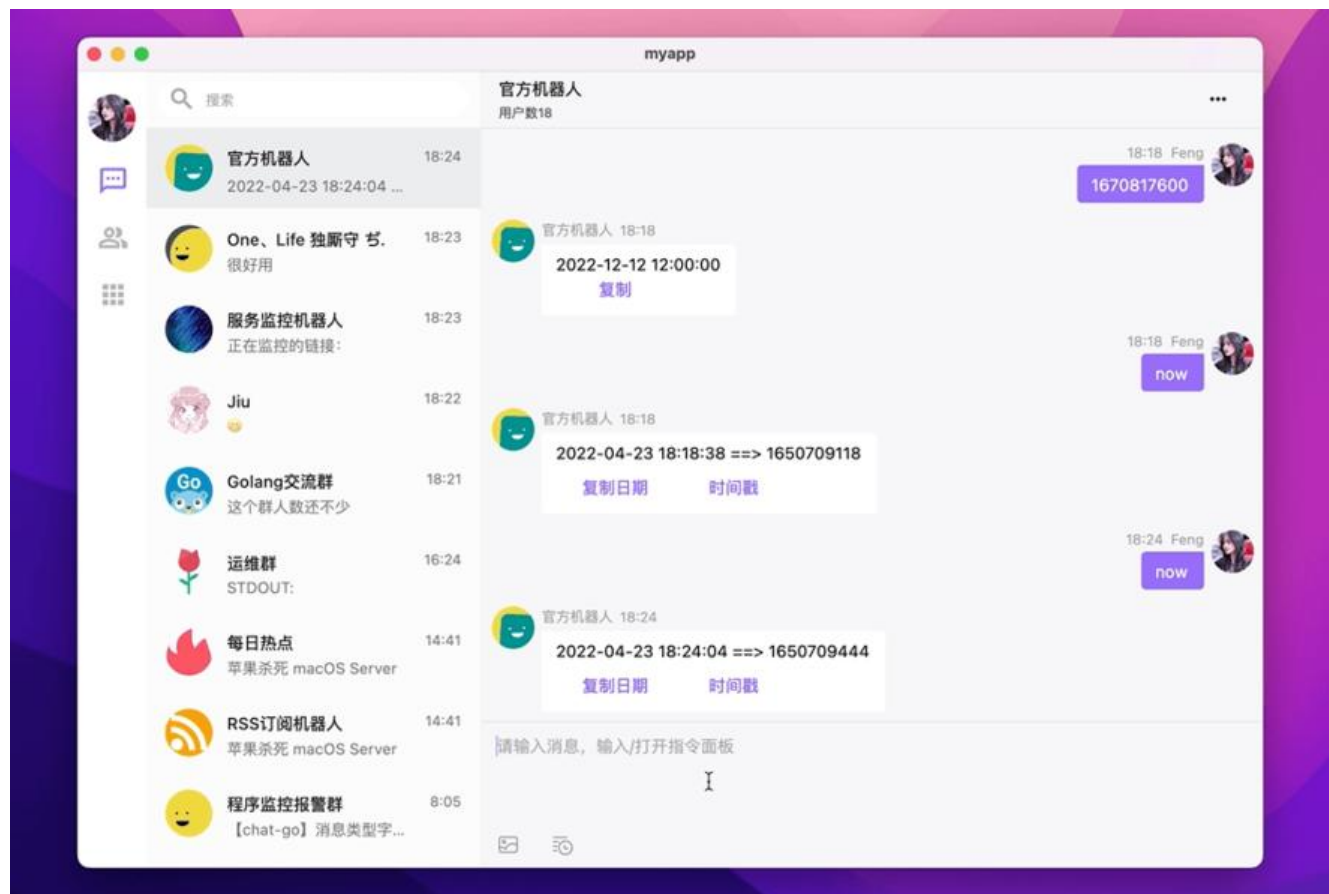 myapp
搜索
官方机器人 18:24
2022-04-23 18:24:04 ...
One、Life 独厮守 ぢ. 18:23
很好用
服务监控机器人 18:23
正在监控的链接：
Jiu 18:22
Go
Golang交流群 18:21
这个群人数还不少
运维群 16:24
STDOUT:
每日热点 14:41
苹果杀死 macOS Server
RSS订阅机器人 14:41
苹果杀死 macOS Server
程序监控报警群 8:05
【chat-go】消息类型字...
官方机器人
用户数18
18:18 Feng
1670817600
官方机器人 18:18
2022-12-12 12:00:00
复制
18:18 Feng
now
官方机器人 18:18
2022-04-23 18:18:38 ==> 1650709118
复制日期 时间戳
18:24 Feng
now
官方机器人 18:24
2022-04-23 18:24:04 ==> 1650709444
复制日期 时间戳
请输入消息，输入/打开指令面板